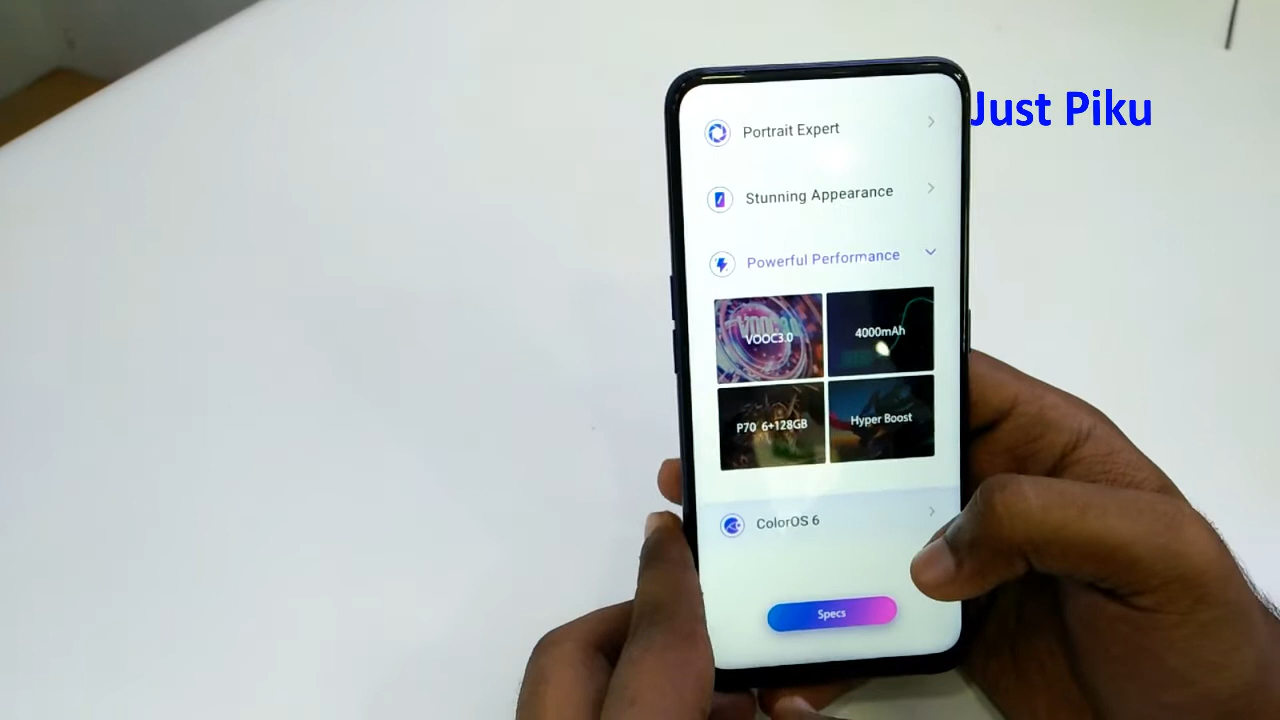 Just Piku
Portrait Expert
Stunning Appearance
Powerful Performance
VOOC3.0
4000mAh
P70 6+128GB
Hyper Boost
ColorOS 6
Specs